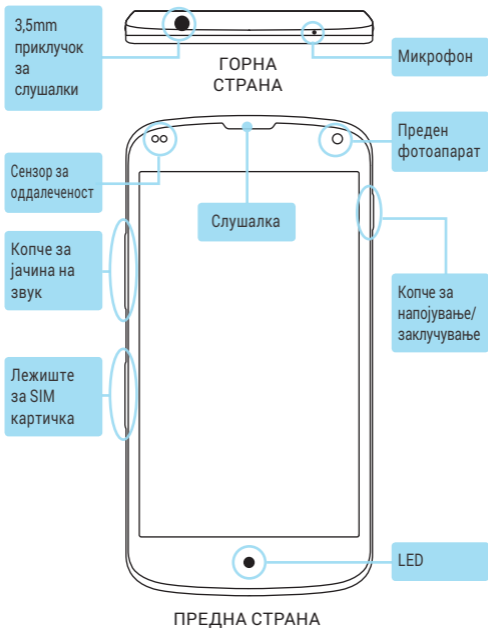 3,5mm
приклучок
за
слушалки
ГОРНА
СТРАНА
Микрофон
Преден
фотоапарат
Сензор за
оддалеченост
Слушалка
Копче за
јачина на
звук
Копче за
напојување/
заклучување
Лежиште
за SIM
картичка
LED
ПРЕДНА СТРАНА